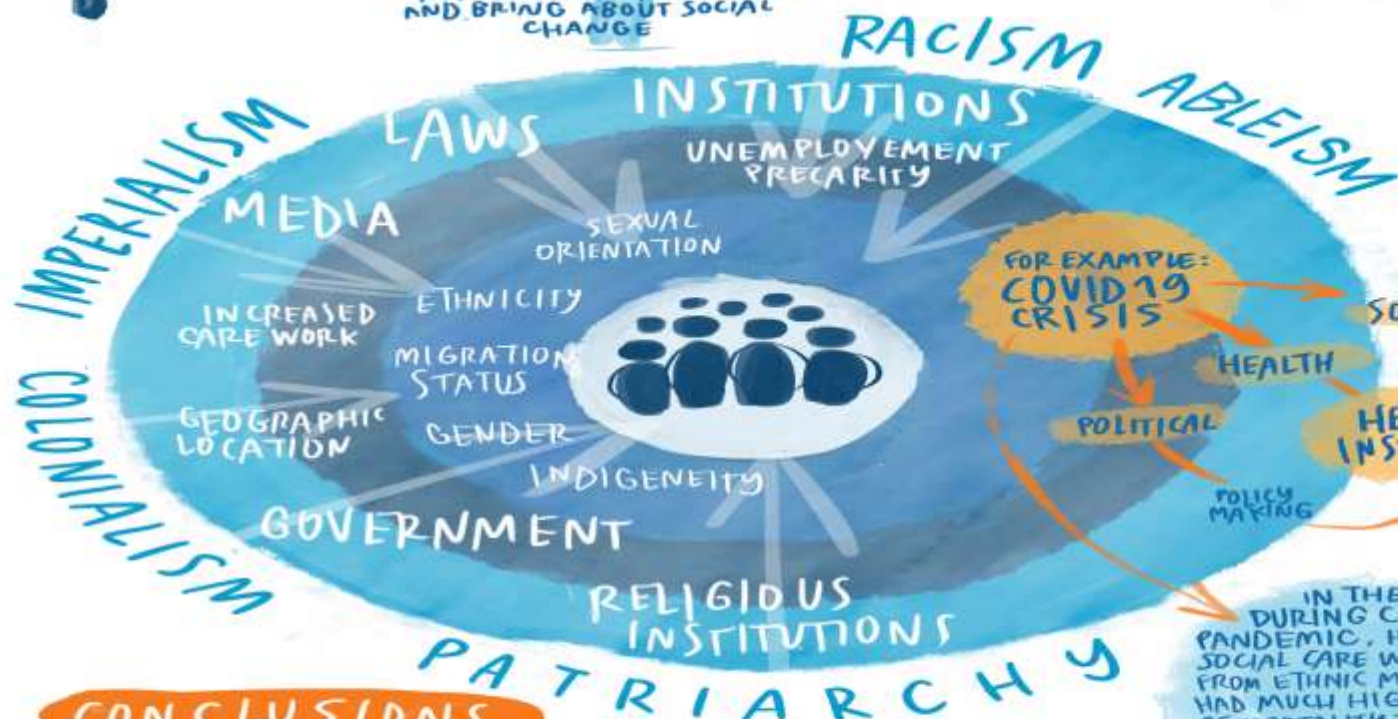 AND BRING ABOUT SOCIAL
CHANGE
RACISM
ABLEISM
IMPERIALISM
COLOINIALISM
PATRIARCHY
LAWS
INSTITUTIONS
MEDIA
UNEMPLOYEMENT
PRECARITY
SEXUAL
ORIENTATION
ETHNICITY
INCREASED
CARE WORK
MIGRATION
STATUS
GEOGRAPHIC
LOCATION
GENDER
INDIGENEITY
GOVERNMENT
RELIGIOUS
INSTITUTIONS
FOR EXAMPLE:
COVID19
CRISIS
HEALTH
POLITICAL
POLICY
MAKING
IN THE
DURING
PANDEMIC.
SOCIAL CARE
FROM ETHNIC
HAD MUCH
CONCLUSIONS